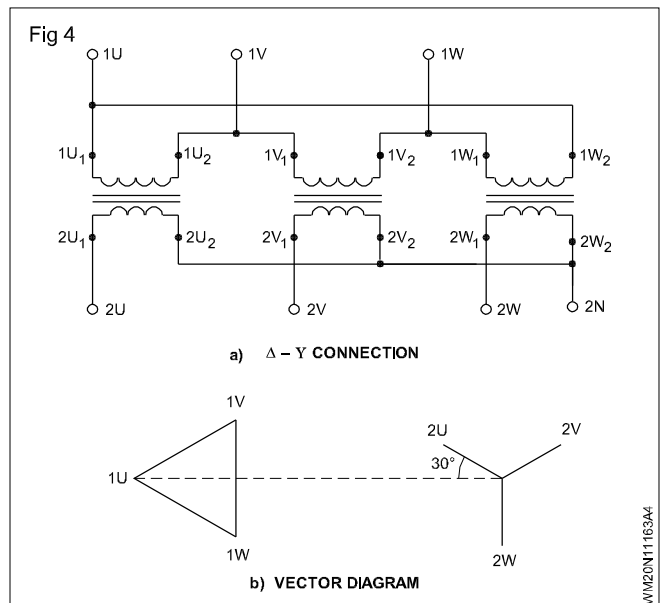 Fig 4
1U 1V 1W
1U1 1U2 1V1 1V2 1W1 1W2
2U1 2U2 2V1 2V2 2W1 2W2
2U 2V 2W 2N
a) Δ – Y CONNECTION
1V
2U 2V
30°
1U
1W
2W
b) VECTOR DIAGRAM
WM20N11163A4